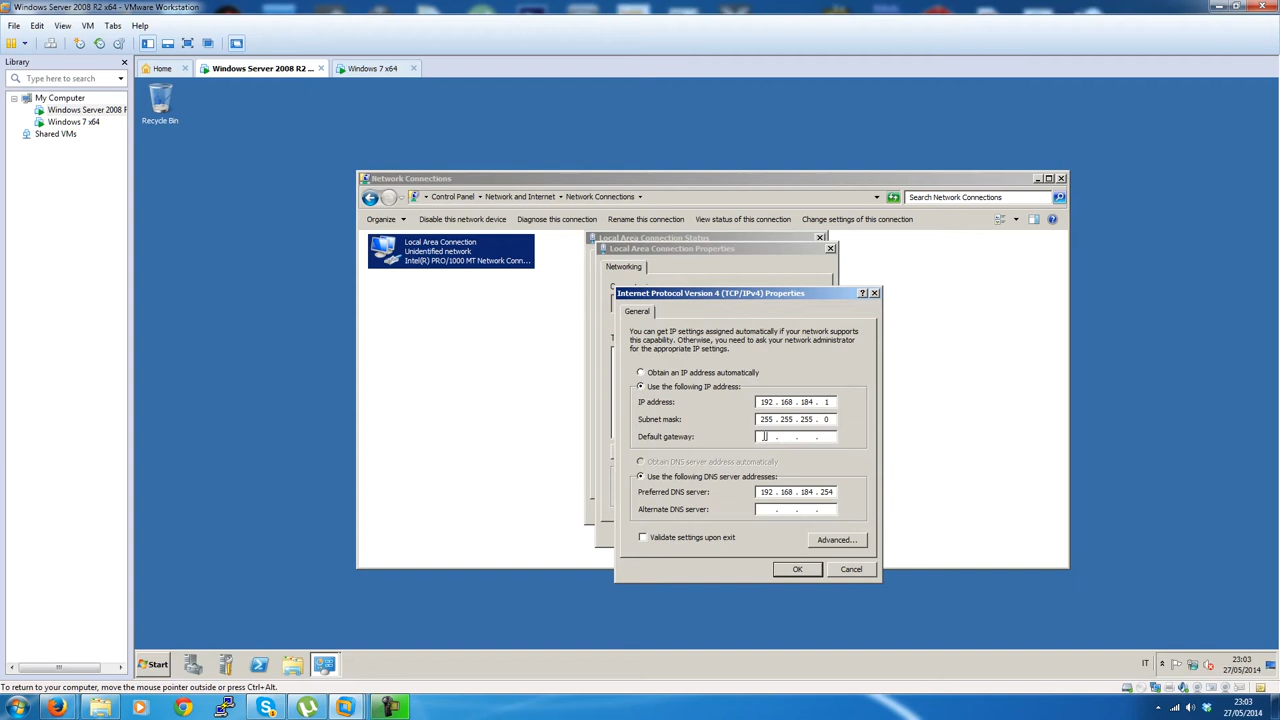 Windows Server 2008 R2 x64 - VMware Workstation
File Edit View VM Tabs Help
Library
Type here to search
My Computer
Windows Server 2008 R
Windows 7 x64
Shared VMs
Home
Windows Server 2008 R2 ...
Windows 7 x64
Recycle Bin
Network Connections
Control Panel Network and Internet Network Connections
Search Network Connections
Organize Disable this network device Diagnose this connection Rename this connection View status of this connection Change settings of this connection
Local Area Connection
Unidentified network
Intel(R) PRO/1000 MT Network Conn...
Local Area Connection Status
Local Area Connection Properties
Networking
Internet Protocol Version 4 (TCP/IPv4) Properties
General
You can get IP settings assigned automatically if your network supports
this capability. Otherwise, you need to ask your network administrator
for the appropriate IP settings.
Obtain an IP address automatically
Use the following IP address:
IP address: 192 . 168 . 184 . 1
Subnet mask: 255 . 255 . 255 . 0
Default gateway: . . .
Obtain DNS server address automatically
Use the following DNS server addresses:
Preferred DNS server: 192 . 168 . 184 . 254
Alternate DNS server: . . .
Validate settings upon exit
Advanced...
OK Cancel
Start
IT
23:03
27/05/2014
To return to your computer, move the mouse pointer outside or press Ctrl+Alt.
23:03
27/05/2014